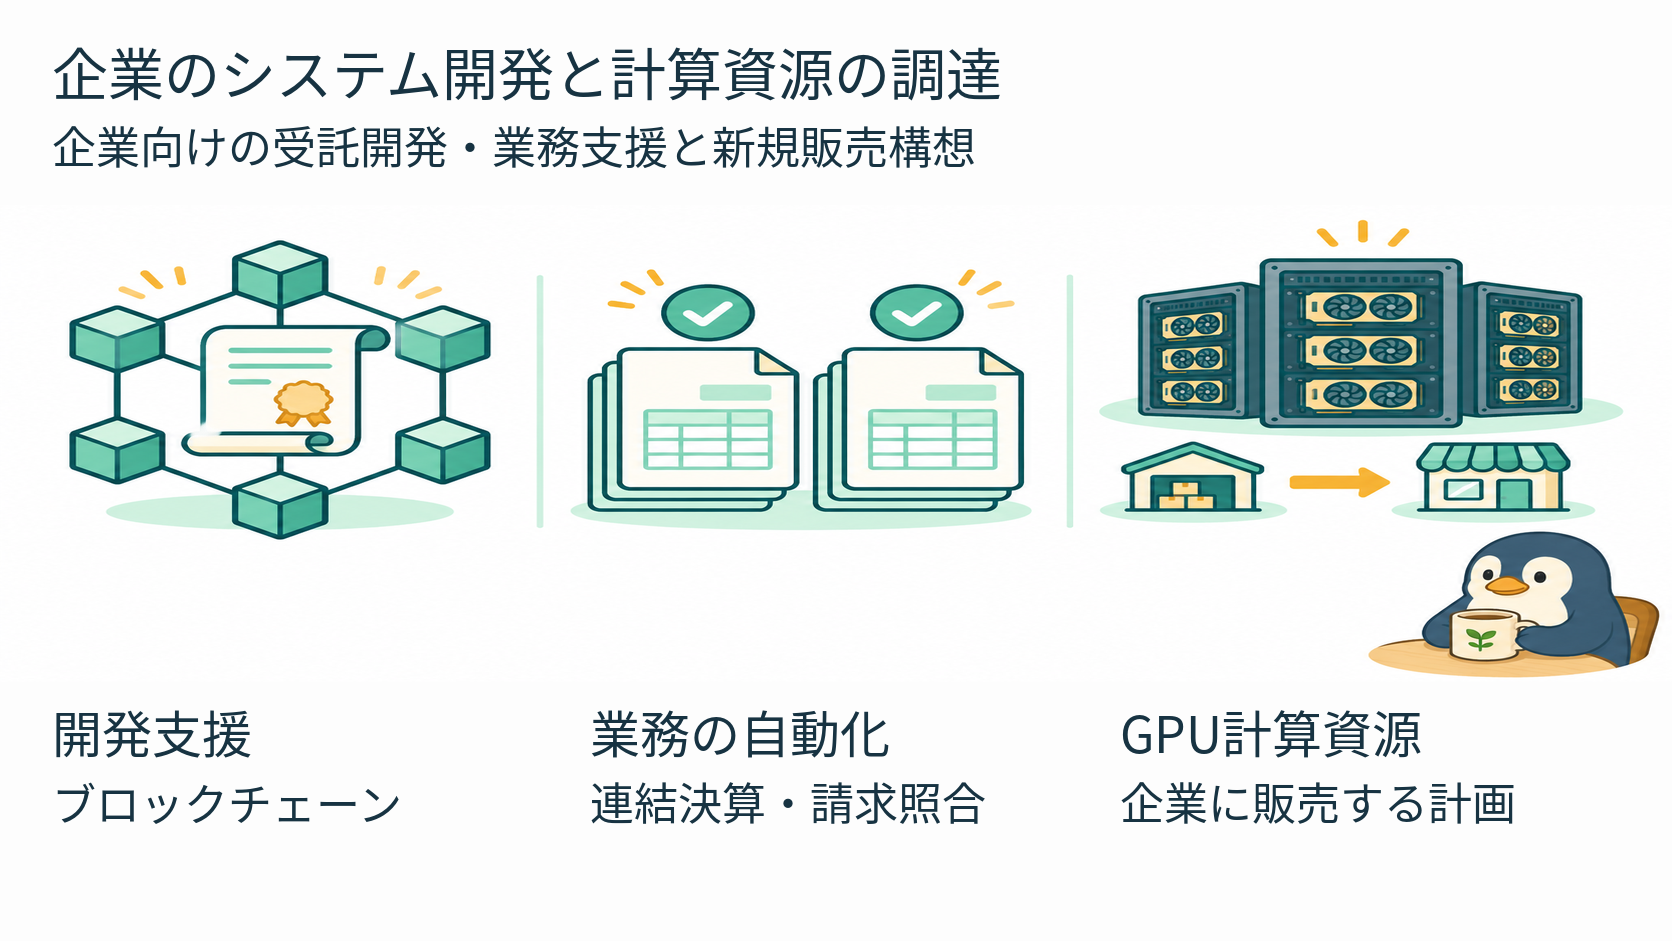 企業のシステム開発と計算資源の調達
企業向けの受託開発・業務支援と新規販売構想
開発支援
ブロックチェーン
業務の自動化
連結決算・請求照合
GPU計算資源
企業に販売する計画